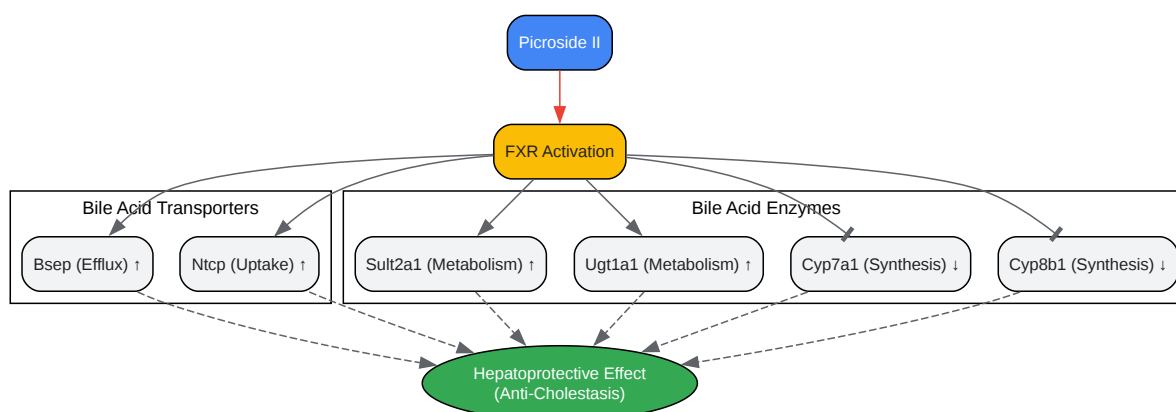 Picroside II
FXR Activation
Bile Acid Transporters
Bile Acid Enzymes
Bsep (Efflux) ↑
Ntcp (Uptake) ↑
Sult2a1 (Metabolism) ↑
Ugt1a1 (Metabolism) ↑
Cyp7a1 (Synthesis) ↓
Cyp8b1 (Synthesis) ↓
Hepatoprotective Effect
(Anti-Cholestasis)